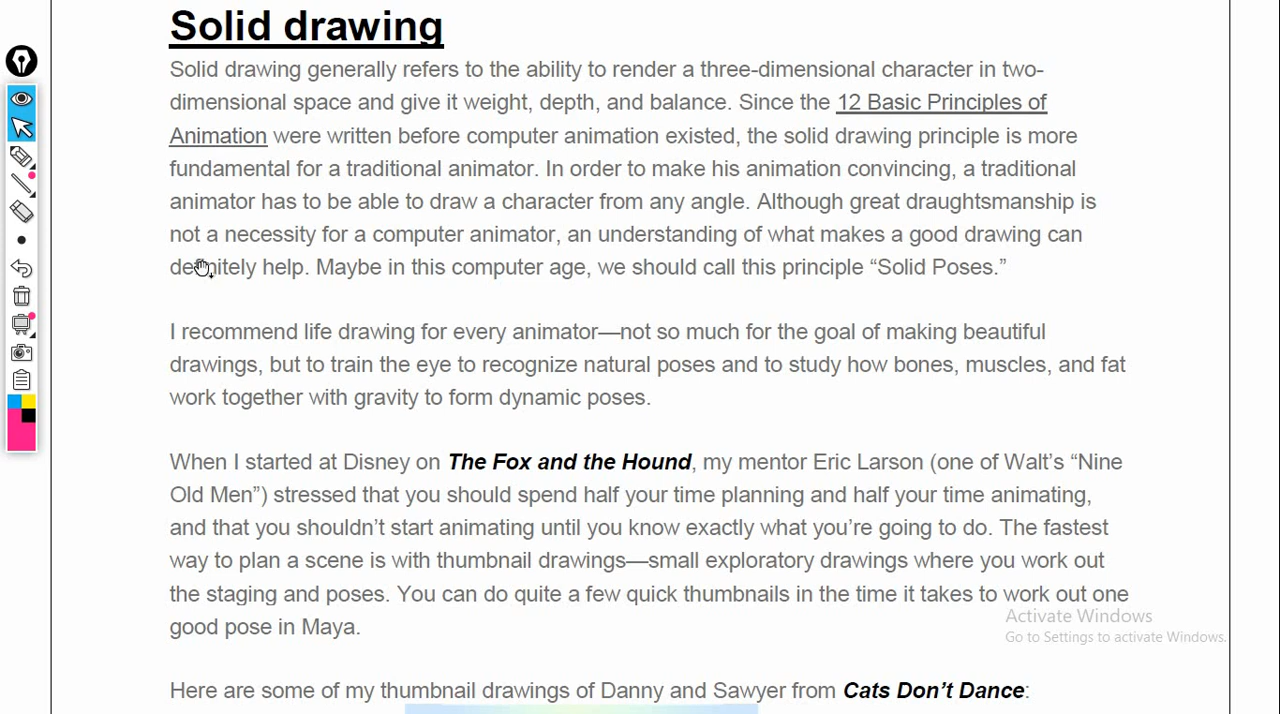 Solid drawing
Solid drawing generally refers to the ability to render a three-dimensional character in two-
dimensional space and give it weight, depth, and balance. Since the 12 Basic Principles of
Animation were written before computer animation existed, the solid drawing principle is more
fundamental for a traditional animator. In order to make his animation convincing, a traditional
animator has to be able to draw a character from any angle. Although great draughtsmanship is
not a necessity for a computer animator, an understanding of what makes a good drawing can
definitely help. Maybe in this computer age, we should call this principle “Solid Poses.”
I recommend life drawing for every animator—not so much for the goal of making beautiful
drawings, but to train the eye to recognize natural poses and to study how bones, muscles, and fat
work together with gravity to form dynamic poses.
When I started at Disney on The Fox and the Hound, my mentor Eric Larson (one of Walt’s “Nine
Old Men”) stressed that you should spend half your time planning and half your time animating,
and that you shouldn’t start animating until you know exactly what you’re going to do. The fastest
way to plan a scene is with thumbnail drawings—small exploratory drawings where you work out
the staging and poses. You can do quite a few quick thumbnails in the time it takes to work out one
good pose in Maya.
Activate Windows
Go to Settings to activate Windows.
Here are some of my thumbnail drawings of Danny and Sawyer from Cats Don’t Dance: